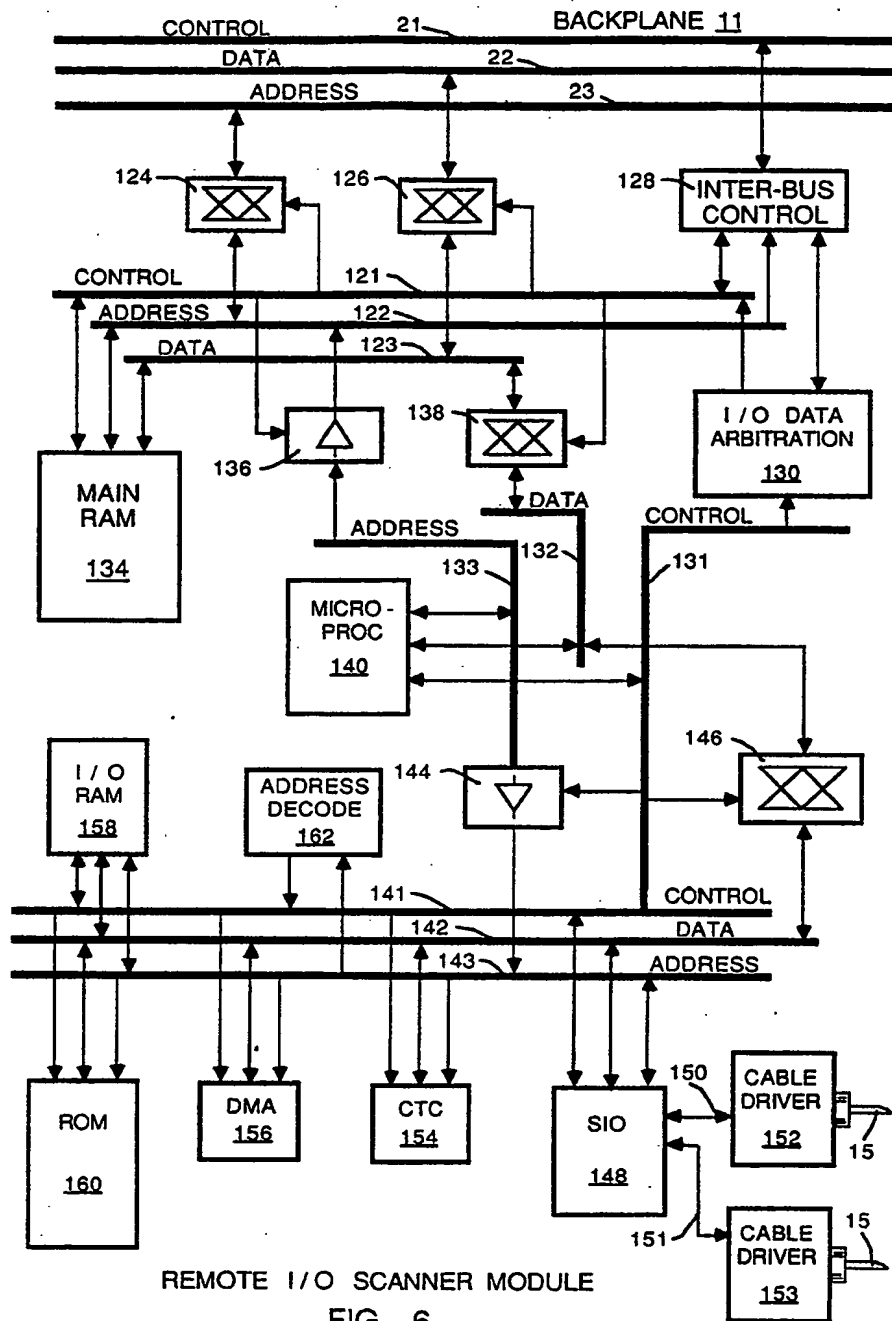 BACKPLANE 11
CONTROL 21
DATA 22
ADDRESS 23
124
126
128
INTER-BUS
CONTROL
CONTROL 121
ADDRESS 122
DATA 123
136
138
I/O DATA
ARBITRATION
130
MAIN
RAM
134
ADDRESS
133
DATA
132
CONTROL
131
MICRO-
PROC
140
I/O
RAM
158
ADDRESS
DECODE
162
144
146
141 CONTROL
142 DATA
143 ADDRESS
ROM
160
DMA
156
CTC
154
SIO
148
150
CABLE
DRIVER
152
15
151
CABLE
DRIVER
153
15
REMOTE I/O SCANNER MODULE
FIG. 6